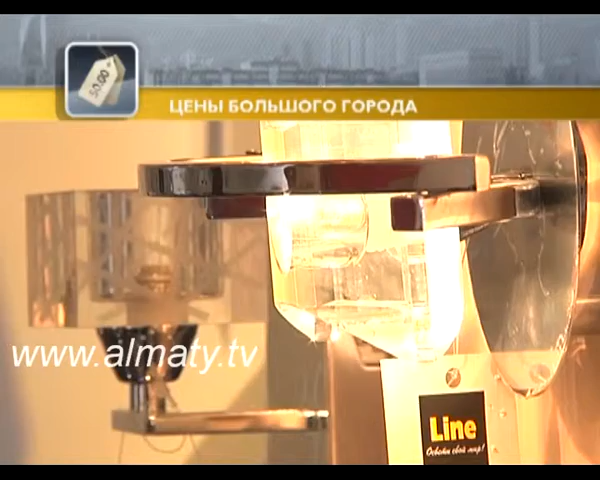 50.00
ЦЕНЫ БОЛЬШОГО ГОРОДА
www.almaty.tv
Line
Освети свой мир!